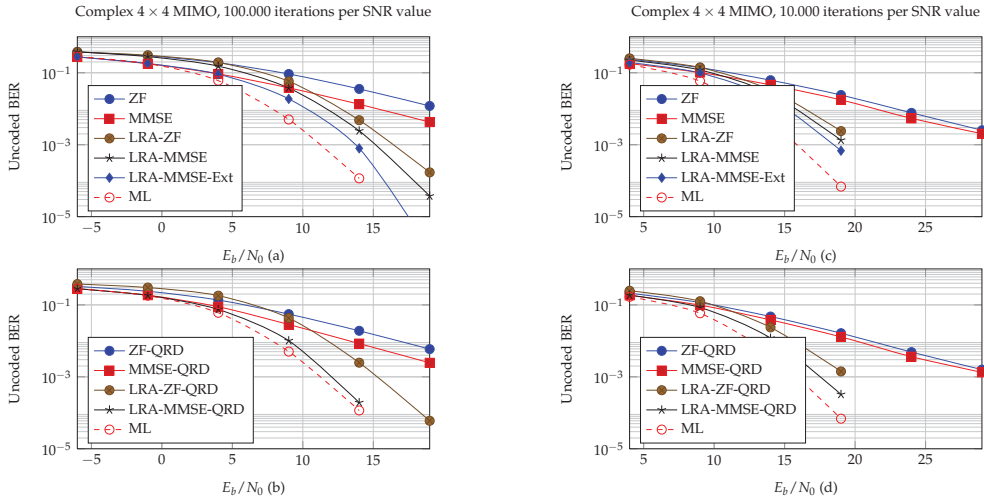 Complex 4 × 4 MIMO, 100.000 iterations per SNR value
10^−1
10^−3
10^−5
Uncoded BER
ZF
MMSE
LRA-ZF
LRA-MMSE
LRA-MMSE-Ext
ML
−5 0 5 10 15
E_b/N_0 (a)
Complex 4 × 4 MIMO, 10.000 iterations per SNR value
10^−1
10^−3
10^−5
Uncoded BER
ZF
MMSE
LRA-ZF
LRA-MMSE
LRA-MMSE-Ext
ML
5 10 15 20 25
E_b/N_0 (c)
10^−1
10^−3
10^−5
Uncoded BER
ZF-QRD
MMSE-QRD
LRA-ZF-QRD
LRA-MMSE-QRD
ML
−5 0 5 10 15
E_b/N_0 (b)
10^−1
10^−3
10^−5
Uncoded BER
ZF-QRD
MMSE-QRD
LRA-ZF-QRD
LRA-MMSE-QRD
ML
5 10 15 20 25
E_b/N_0 (d)